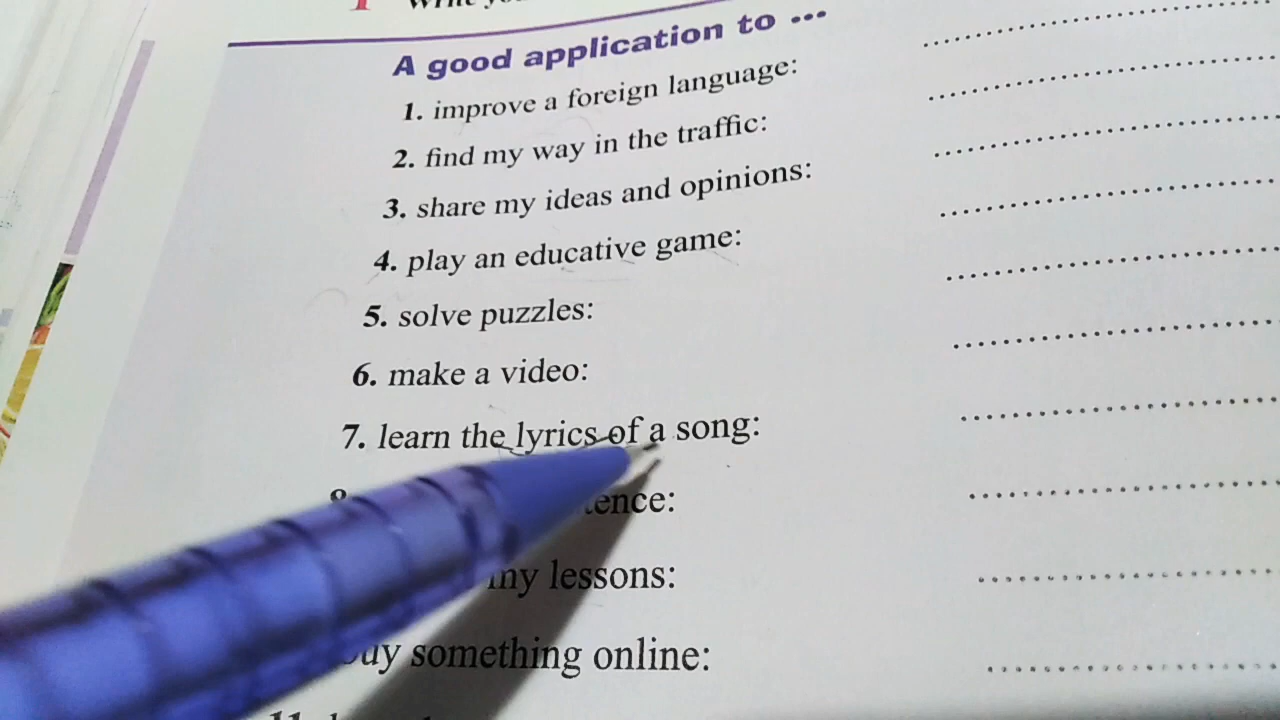 A good application to ...
1. improve a foreign language:
2. find my way in the traffic:
3. share my ideas and opinions:
4. play an educative game:
5. solve puzzles:
6. make a video:
7. learn the lyrics of a song:
my lessons:
buy something online: